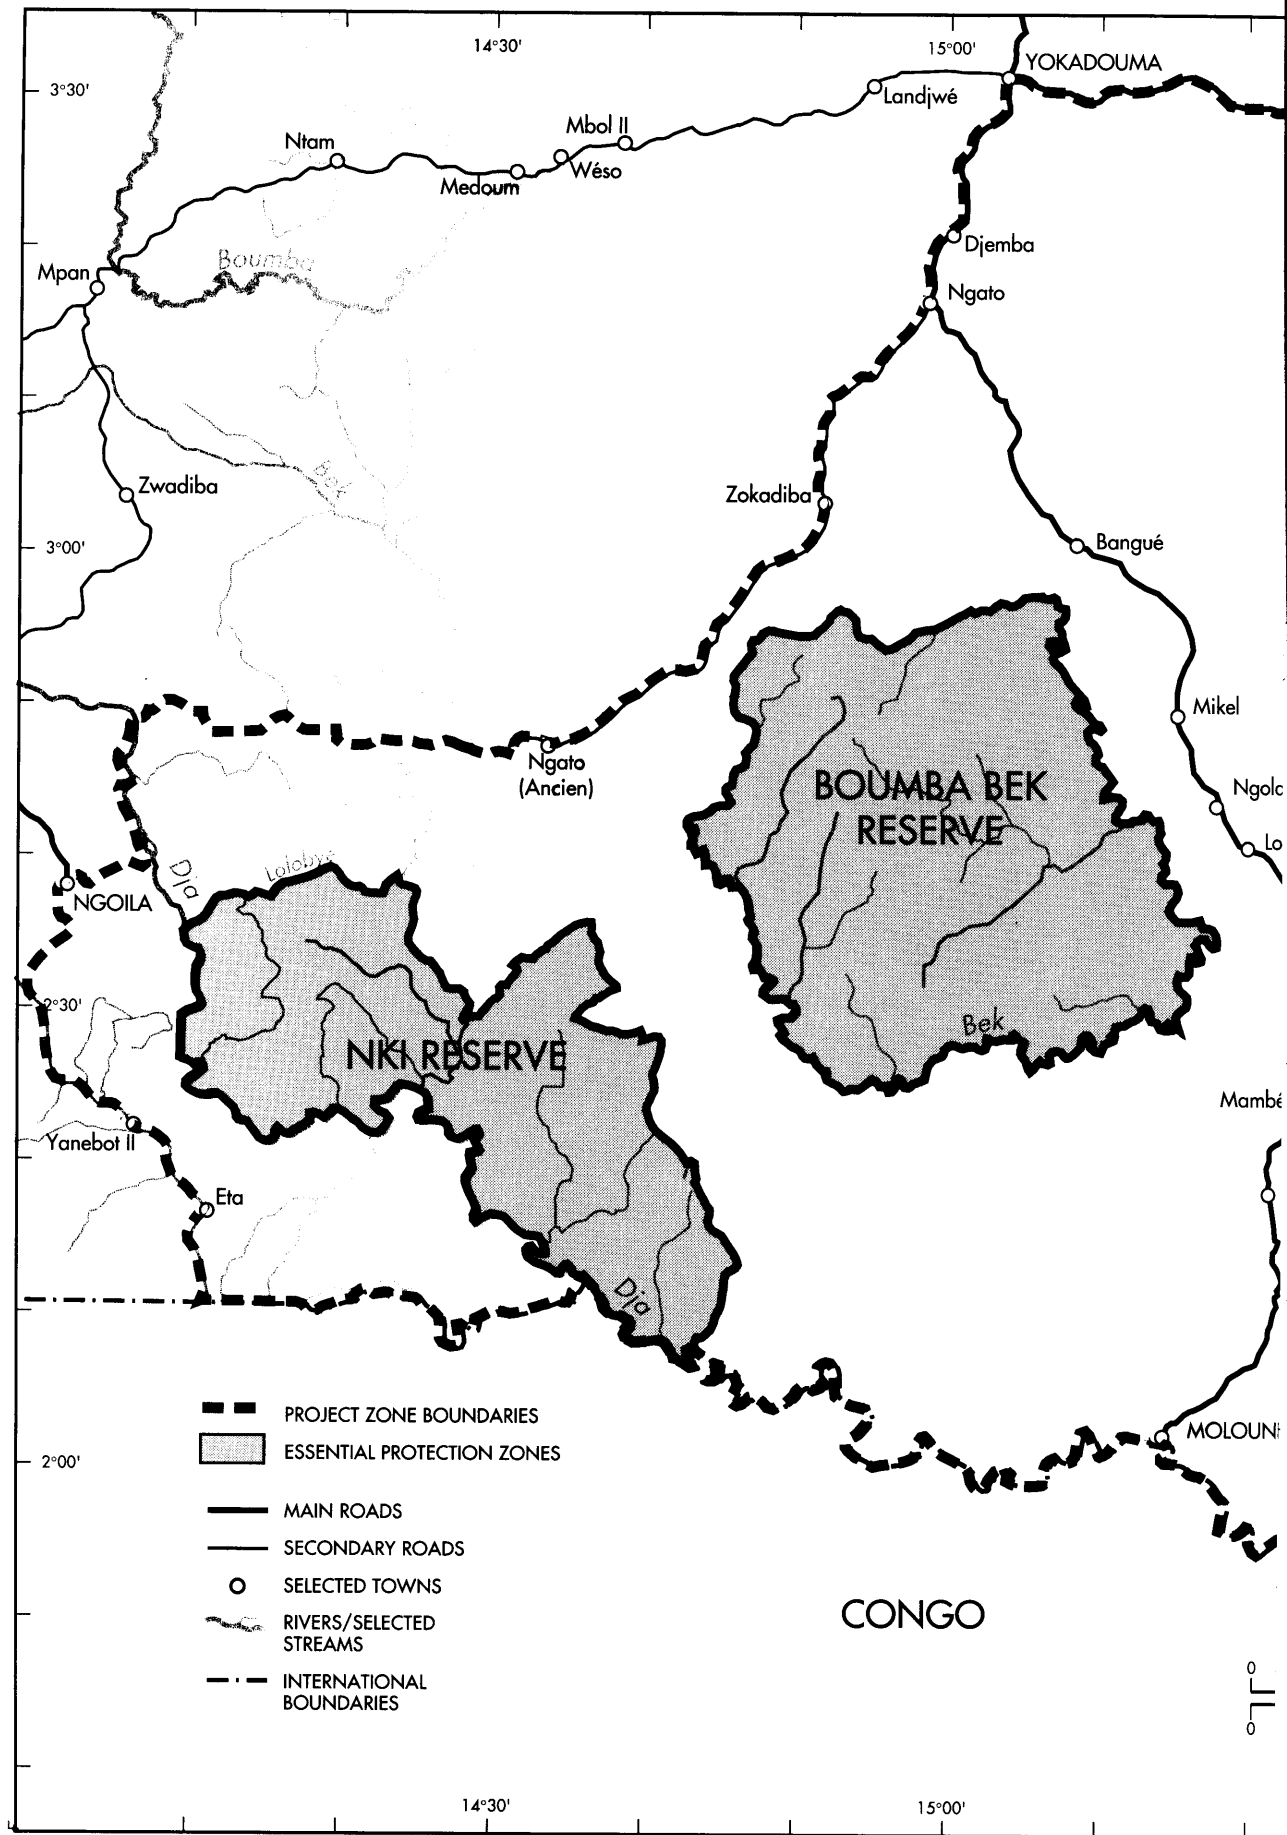 14°30'
15°00'
YOKADOUMA
3°30'
Landjwé
Mbol II
Ntam
Wéso
Medoum
Djemba
Boumba
Mpan
Ngato
Bek
Zwadiba
Zokadiba
3°00'
Bangué
Mikel
Ngato
(Ancien)
BOUMBA BEK
RESERVE
Dja
NGOILA
2°30'
Bek
NKI RESERVE
Yanebot II
Eta
Dja
PROJECT ZONE BOUNDARIES
ESSENTIAL PROTECTION ZONES
2°00'
MAIN ROADS
SECONDARY ROADS
SELECTED TOWNS
RIVERS/SELECTED
STREAMS
INTERNATIONAL
BOUNDARIES
CONGO
0
0
14°30'
15°00'